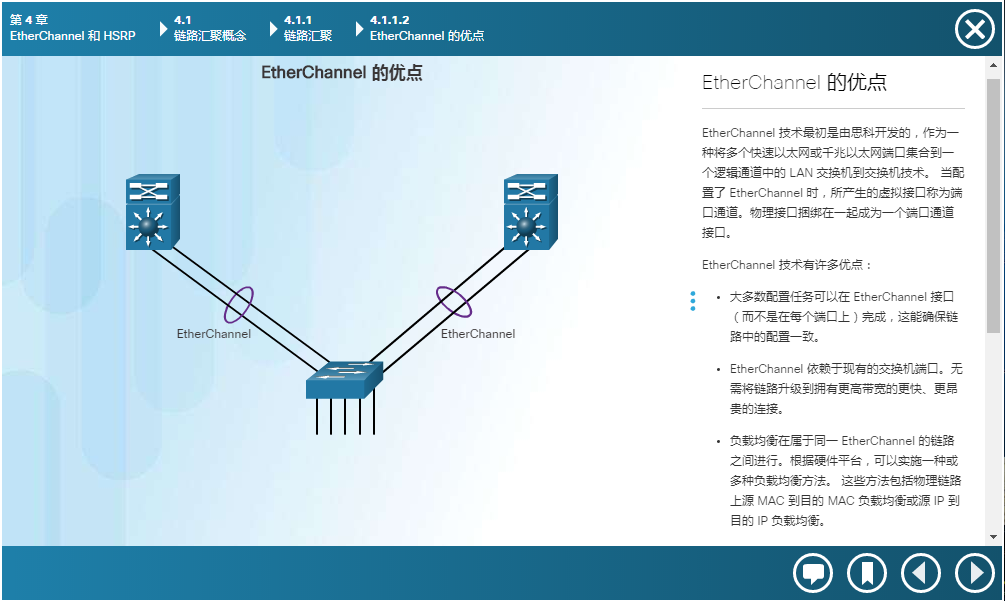 第 4 章
EtherChannel 和 HSRP
4.1
链路汇聚概念
4.1.1
链路汇聚
4.1.1.2
EtherChannel 的优点
EtherChannel 的优点
EtherChannel
EtherChannel
EtherChannel 的优点
EtherChannel 技术最初是由思科开发的，作为一
种将多个快速以太网或千兆以太网端口集合到一
个逻辑通道中的 LAN 交换机到交换机技术。 当配
置了 EtherChannel 时，所产生的虚拟接口称为端
口通道。物理接口捆绑在一起成为一个端口通道
接口。
EtherChannel 技术有许多优点：
• 大多数配置任务可以在 EtherChannel 接口
（而不是在每个端口上）完成，这能确保链
路中的配置一致。
• EtherChannel 依赖于现有的交换机端口。无
需将链路升级到拥有更高带宽的更快、更昂
贵的连接。
• 负载均衡在属于同一 EtherChannel 的链路
之间进行。根据硬件平台，可以实施一种或
多种负载均衡方法。 这些方法包括物理链路
上源 MAC 到目的 MAC 负载均衡或源 IP 到
目的 IP 负载均衡。